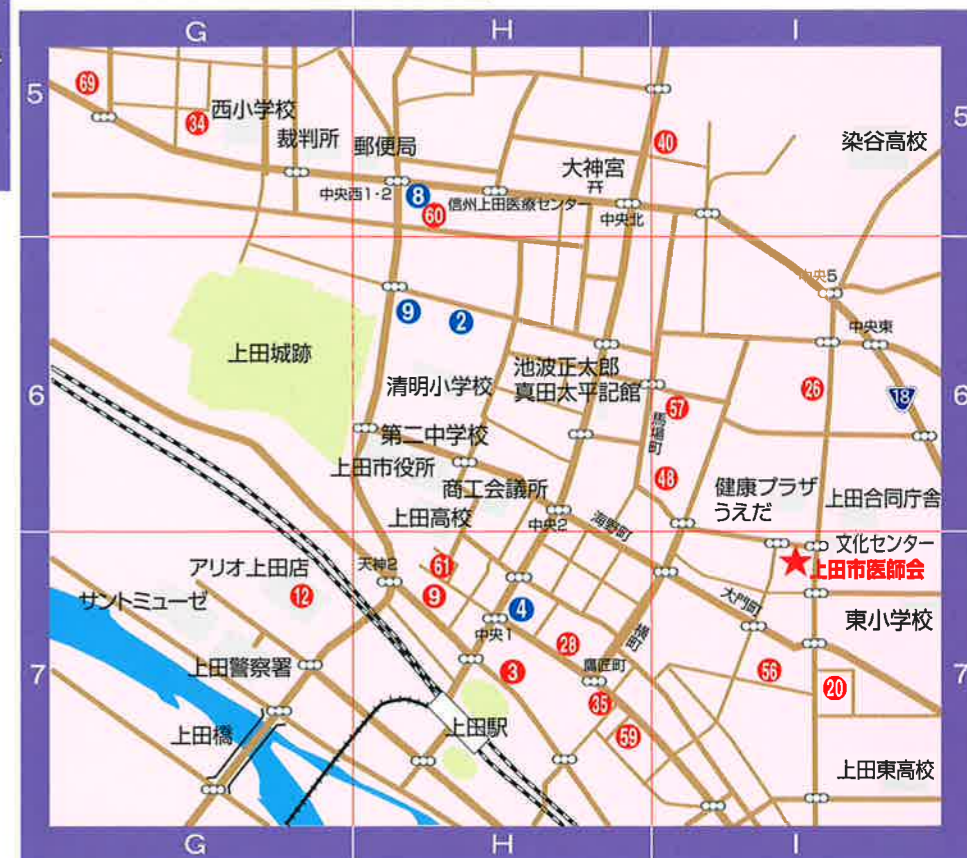 G
H
I
5
5
69
34
西小学校
裁判所
郵便局
大神宮
40
染谷高校
中央西1・2
8
60
信州上田医療センター
中央北
中央5
中央東
9
2
上田城跡
清明小学校
池波正太郎
真田太平記館
6
6
26
18
57
馬場町
第二中学校
上田市役所
商工会議所
48
健康プラザ
うえだ
上田合同庁舎
上田高校
中央2
海野町
文化センター
上田市医師会
アリオ上田店
天神2
61
12
9
サントミューゼ
4
中央1
大門町
東小学校
28
横町
鷹匠町
上田警察署
7
7
3
56
20
35
上田橋
上田駅
59
上田東高校
G
H
I